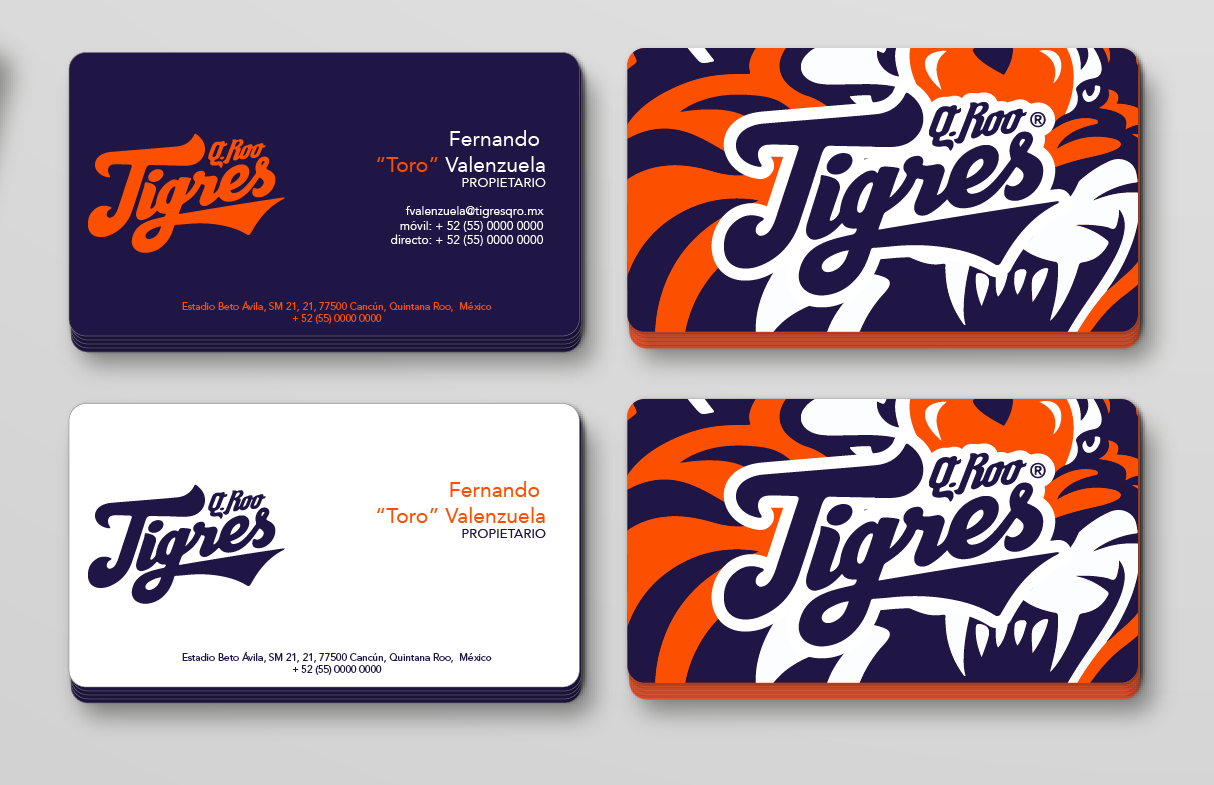 Q. Roo
Tigres
Fernando
“Toro” Valenzuela
PROPIETARIO
fvalenzuela@tigresqro.mx
móvil: + 52 (55) 0000 0000
directo: + 52 (55) 0000 0000
Estadio Beto Ávila, SM 21, 21, 77500 Cancún, Quintana Roo, México
+ 52 (55) 0000 0000
Q. Roo ®
Tigres
Q. Roo
Tigres
Fernando
“Toro” Valenzuela
PROPIETARIO
Estadio Beto Ávila, SM 21, 21, 77500 Cancún, Quintana Roo, México
+ 52 (55) 0000 0000
Q. Roo ®
Tigres